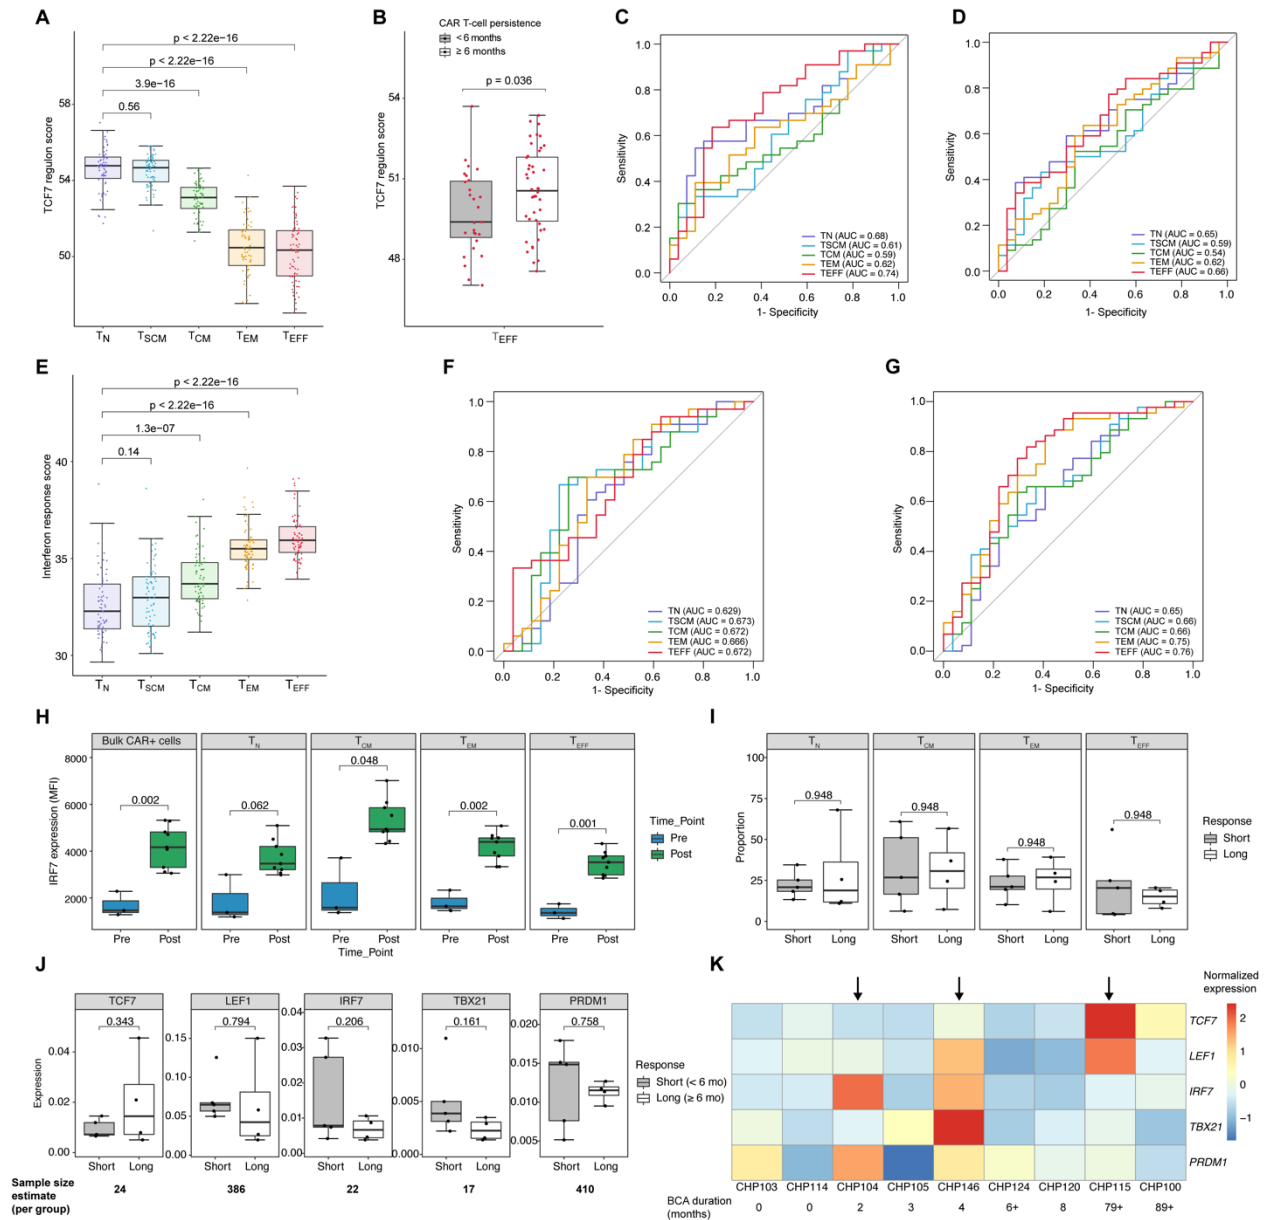 A
TCF7 regulon score
58
54
50
p < 2.22e−16
p < 2.22e−16
3.9e−16
0.56
TN
TSCM
TCM
TEM
TEFF
B
CAR T-cell persistence
< 6 months
≥ 6 months
TCF7 regulon score
54
51
48
p = 0.036
TEFF
C
Sensitivity
1.0
0.8
0.6
0.4
0.2
0.0
TN (AUC = 0.68)
TSCM (AUC = 0.61)
TCM (AUC = 0.59)
TEM (AUC = 0.62)
TEFF (AUC = 0.74)
0.0 0.2 0.4 0.6 0.8 1.0
1- Specificity
D
Sensitivity
1.0
0.8
0.6
0.4
0.2
0.0
TN (AUC = 0.65)
TSCM (AUC = 0.59)
TCM (AUC = 0.54)
TEM (AUC = 0.62)
TEFF (AUC = 0.66)
0.0 0.2 0.4 0.6 0.8 1.0
1- Specificity
E
Interferon response score
40
35
30
p < 2.22e−16
p < 2.22e−16
1.3e−07
0.14
TN
TSCM
TCM
TEM
TEFF
F
Sensitivity
1.0
0.8
0.6
0.4
0.2
0.0
TN (AUC = 0.629)
TSCM (AUC = 0.673)
TCM (AUC = 0.672)
TEM (AUC = 0.666)
TEFF (AUC = 0.672)
0.0 0.2 0.4 0.6 0.8 1.0
1- Specificity
G
Sensitivity
1.0
0.8
0.6
0.4
0.2
0.0
TN (AUC = 0.65)
TSCM (AUC = 0.66)
TCM (AUC = 0.66)
TEM (AUC = 0.75)
TEFF (AUC = 0.76)
0.0 0.2 0.4 0.6 0.8 1.0
1- Specificity
H
Bulk CAR+ cells
TN
TCM
TEM
TEFF
IRF7 expression (MFI)
8000
6000
4000
2000
0.002
0.062
0.048
0.002
0.001
Pre Post Pre Post Pre Post Pre Post Pre Post
Time_Point
Time_Point
Pre
Post
I
TN
TCM
TEM
TEFF
Proportion
100
75
50
25
0
0.948
0.948
0.948
0.948
Short Long Short Long Short Long Short Long
Response
Short
Long
J
TCF7
LEF1
IRF7
TBX21
PRDM1
Expression
0.04
0.02
0.00
0.343
0.15
0.10
0.05
0.00
0.794
0.04
0.03
0.02
0.01
0.00
0.206
0.010
0.005
0.000
0.161
0.020
0.015
0.010
0.005
0.758
Short Long Short Long Short Long Short Long Short Long
Response
Short (< 6 mo)
Long (≥ 6 mo)
Sample size
estimate
(per group)
24 386 22 17 410
K
Normalized
expression
2
1
0
−1
TCF7
LEF1
IRF7
TBX21
PRDM1
CHP103 CHP114 CHP104 CHP105 CHP146 CHP124 CHP120 CHP115 CHP100
BCA duration
(months)
0 0 2 3 4 6+ 8 79+ 89+